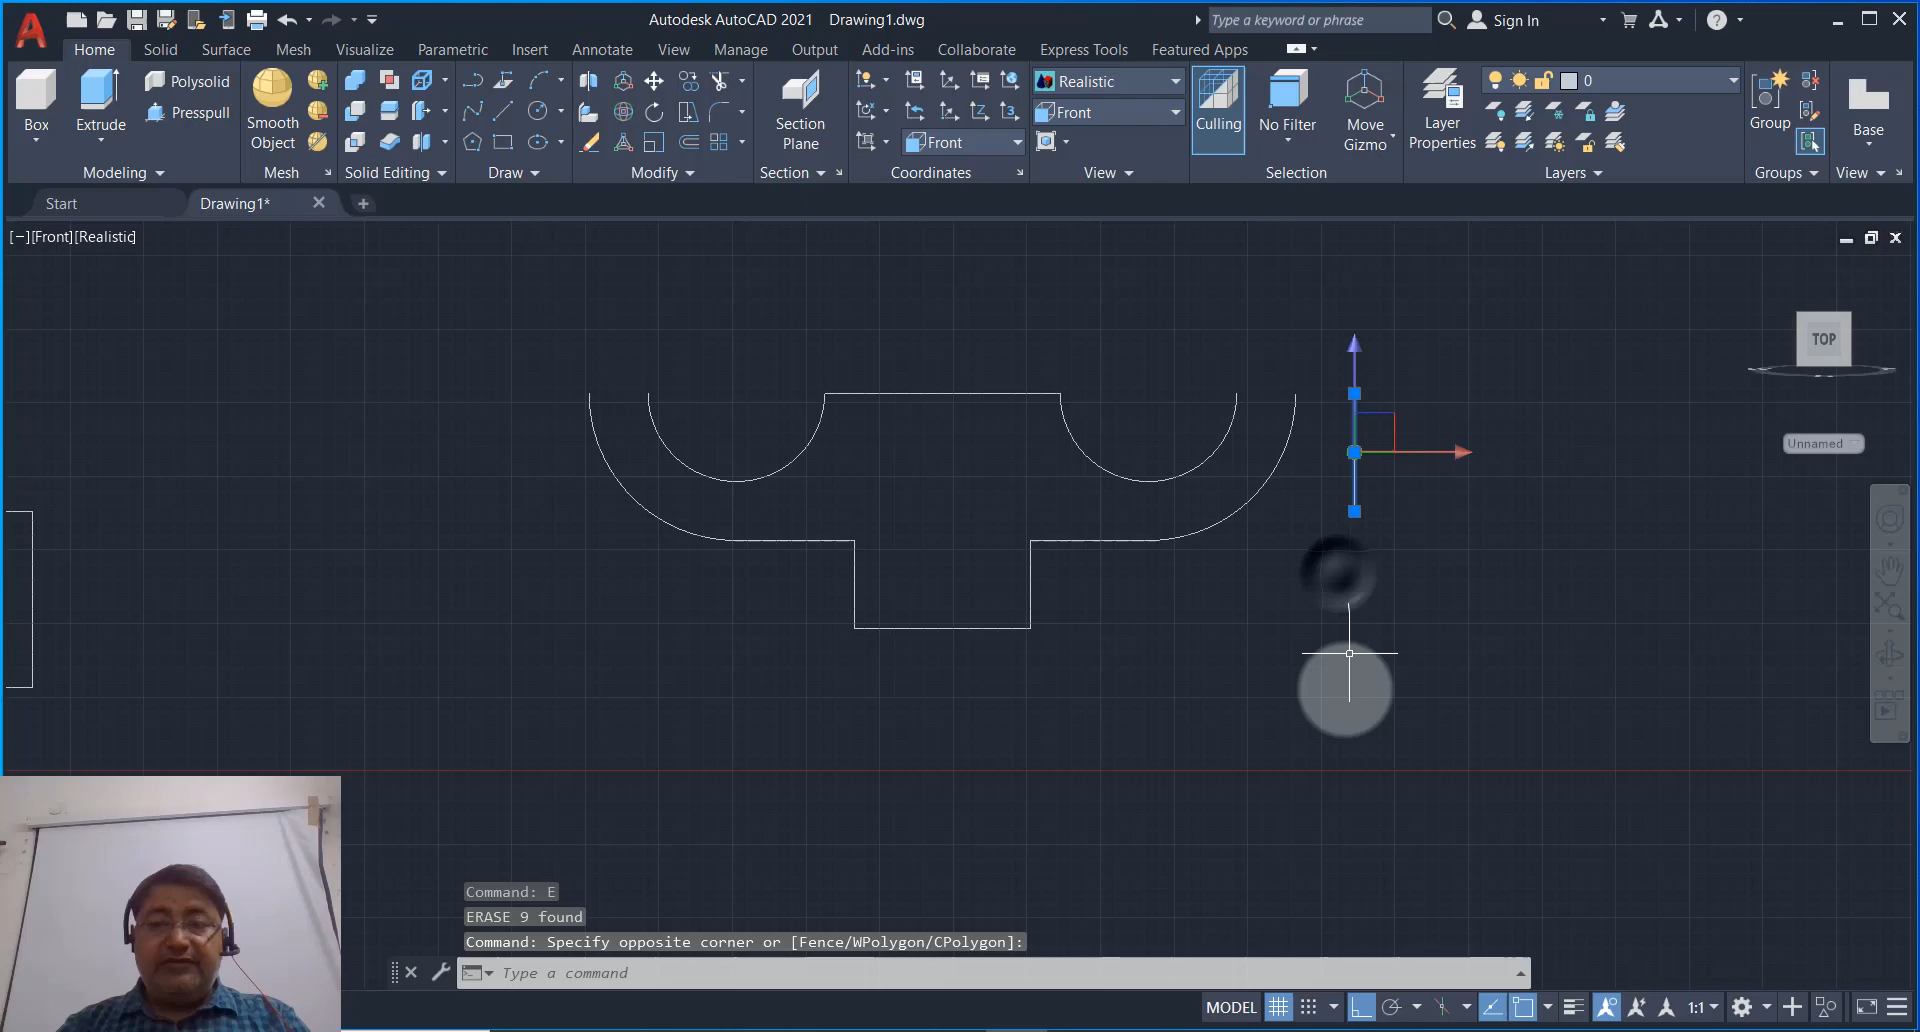 Autodesk AutoCAD 2021 Drawing1.dwg
Type a keyword or phrase
Sign In
Home Solid Surface Mesh Visualize Parametric Insert Annotate View Manage Output Add-ins Collaborate Express Tools Featured Apps
Box
Extrude
Polysolid
Presspull
Modeling
Smooth
Object
Mesh
Solid Editing
Draw
Modify
Section
Plane
Section
Front
Coordinates
Realistic
Front
View
Culling
No Filter
Move
Gizmo
Selection
Layer
Properties
0
Layers
Group
Groups
Base
View
Start
Drawing1*
[−][Front][Realistic]
TOP
Unnamed
Command: E
ERASE 9 found
Command: Specify opposite corner or [Fence/WPolygon/CPolygon]:
Type a command
MODEL
1:1